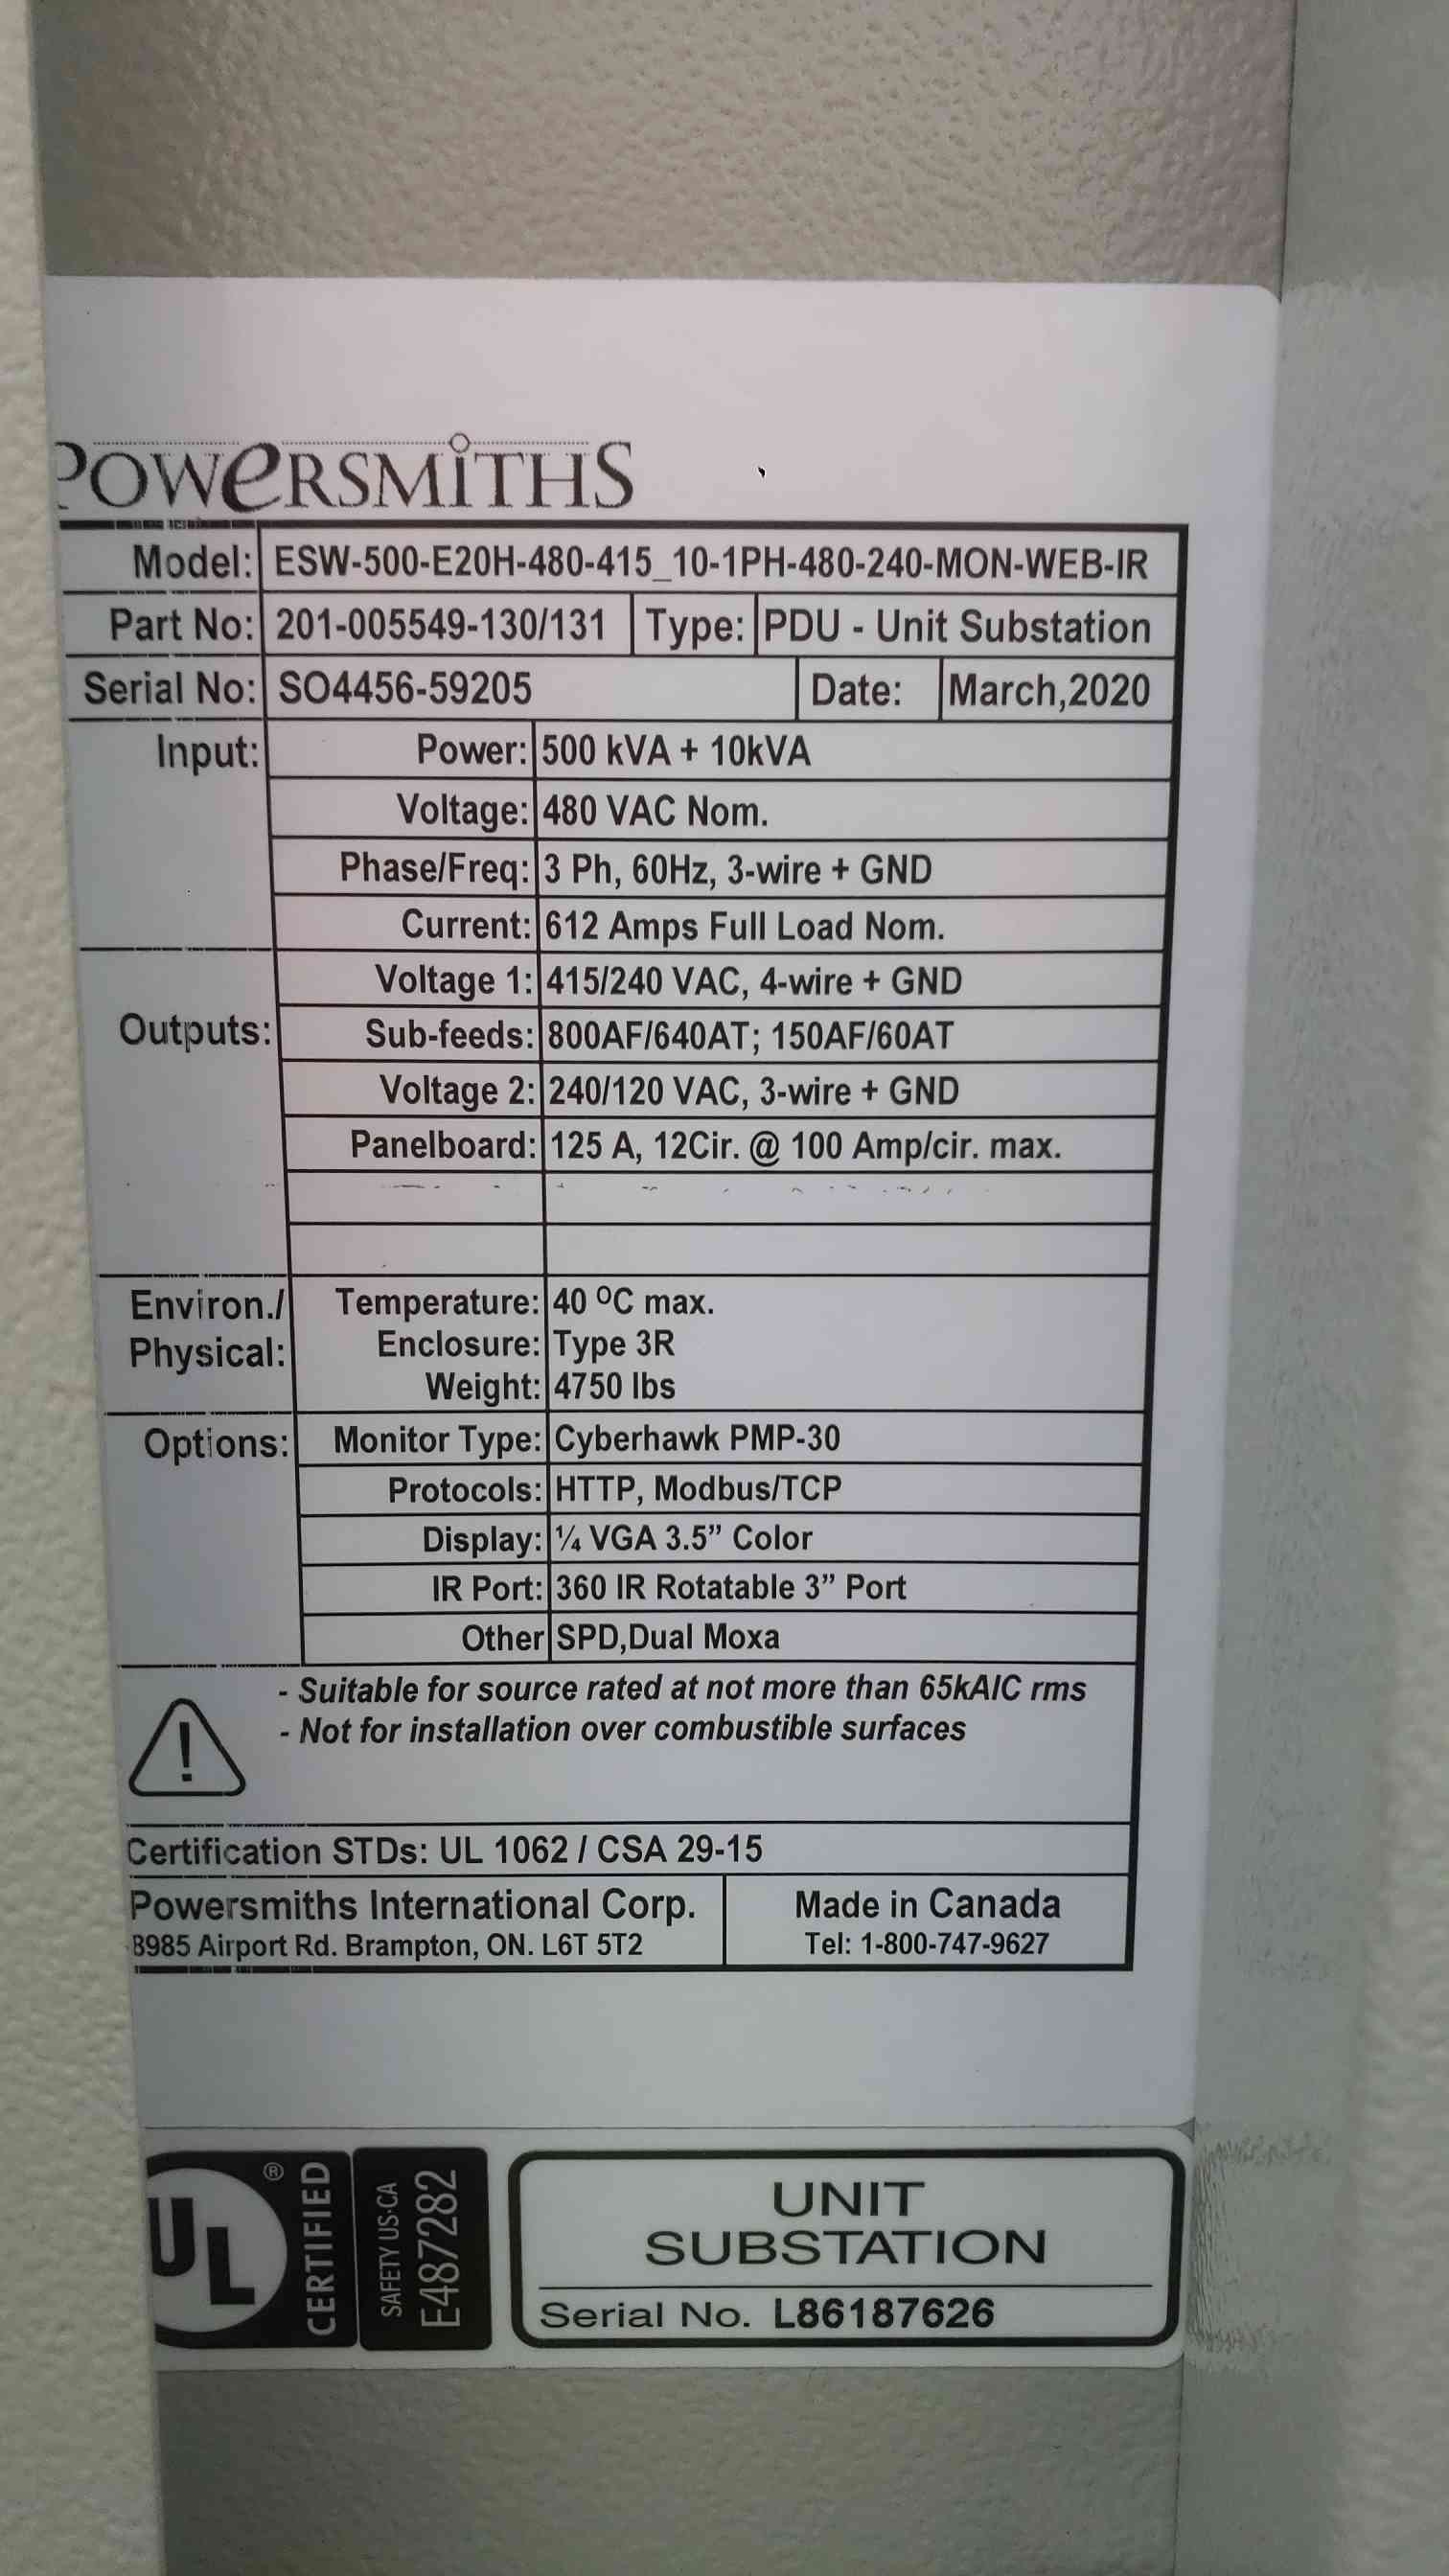 POWERSMITHS
Model: ESW-500-E20H-480-415_10-1PH-480-240-MON-WEB-IR
Part No: 201-005549-130/131 Type: PDU - Unit Substation
Serial No: SO4456-59205 Date: March,2020
Input: Power: 500 kVA + 10kVA
Voltage: 480 VAC Nom.
Phase/Freq: 3 Ph, 60Hz, 3-wire + GND
Current: 612 Amps Full Load Nom.
Voltage 1: 415/240 VAC, 4-wire + GND
Outputs: Sub-feeds: 800AF/640AT; 150AF/60AT
Voltage 2: 240/120 VAC, 3-wire + GND
Panelboard: 125 A, 12Cir. @ 100 Amp/cir. max.
Environ./ Temperature: 40 ºC max.
Physical: Enclosure: Type 3R
Weight: 4750 lbs
Options: Monitor Type: Cyberhawk PMP-30
Protocols: HTTP, Modbus/TCP
Display: ¼ VGA 3.5” Color
IR Port: 360 IR Rotatable 3” Port
Other SPD,Dual Moxa
- Suitable for source rated at not more than 65kAIC rms
- Not for installation over combustible surfaces
!
Certification STDs: UL 1062 / CSA 29-15
Powersmiths International Corp. Made in Canada
8985 Airport Rd. Brampton, ON. L6T 5T2 Tel: 1-800-747-9627
UL ®
CERTIFIED
SAFETY US-CA
E487282
UNIT
SUBSTATION
Serial No. L86187626